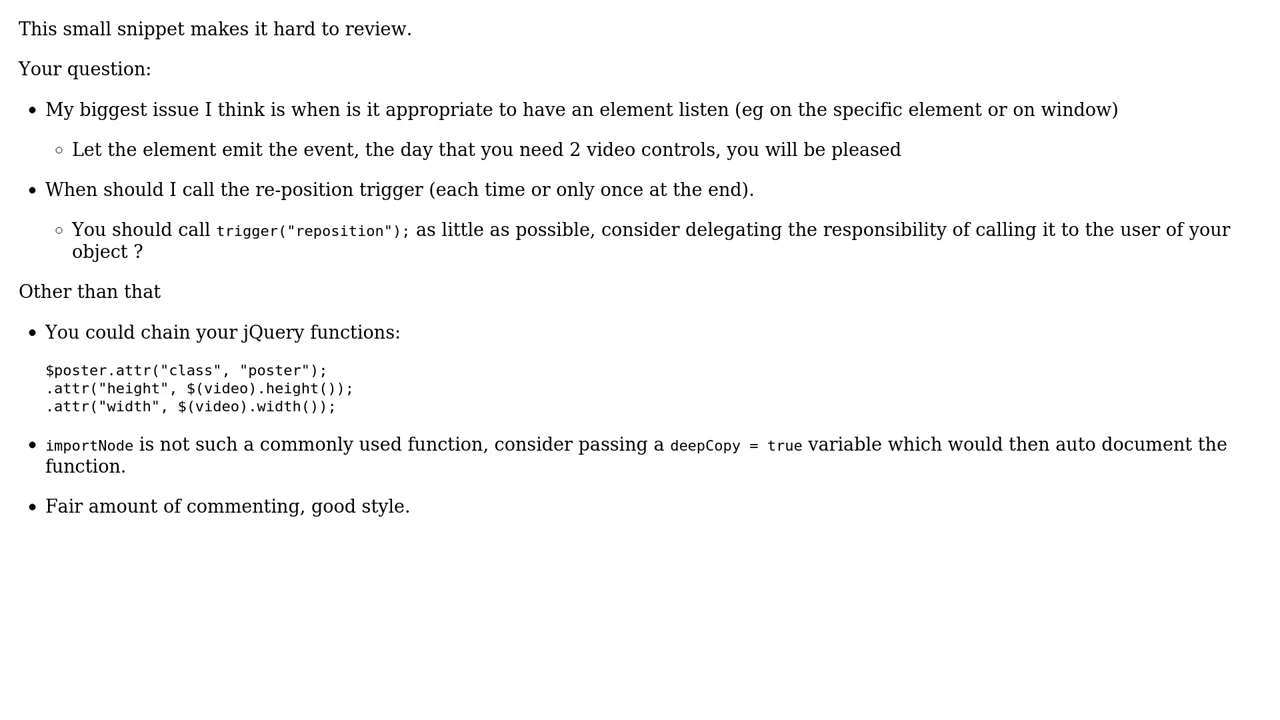 This small snippet makes it hard to review.
Your question:
• My biggest issue I think is when is it appropriate to have an element listen (eg on the specific element or on window)
◦ Let the element emit the event, the day that you need 2 video controls, you will be pleased
• When should I call the re-position trigger (each time or only once at the end).
◦ You should call trigger("reposition"); as little as possible, consider delegating the responsibility of calling it to the user of your
object ?
Other than that
• You could chain your jQuery functions:
$poster.attr("class", "poster");
.attr("height", $(video).height());
.attr("width", $(video).width());
• importNode is not such a commonly used function, consider passing a deepCopy = true variable which would then auto document the
function.
• Fair amount of commenting, good style.